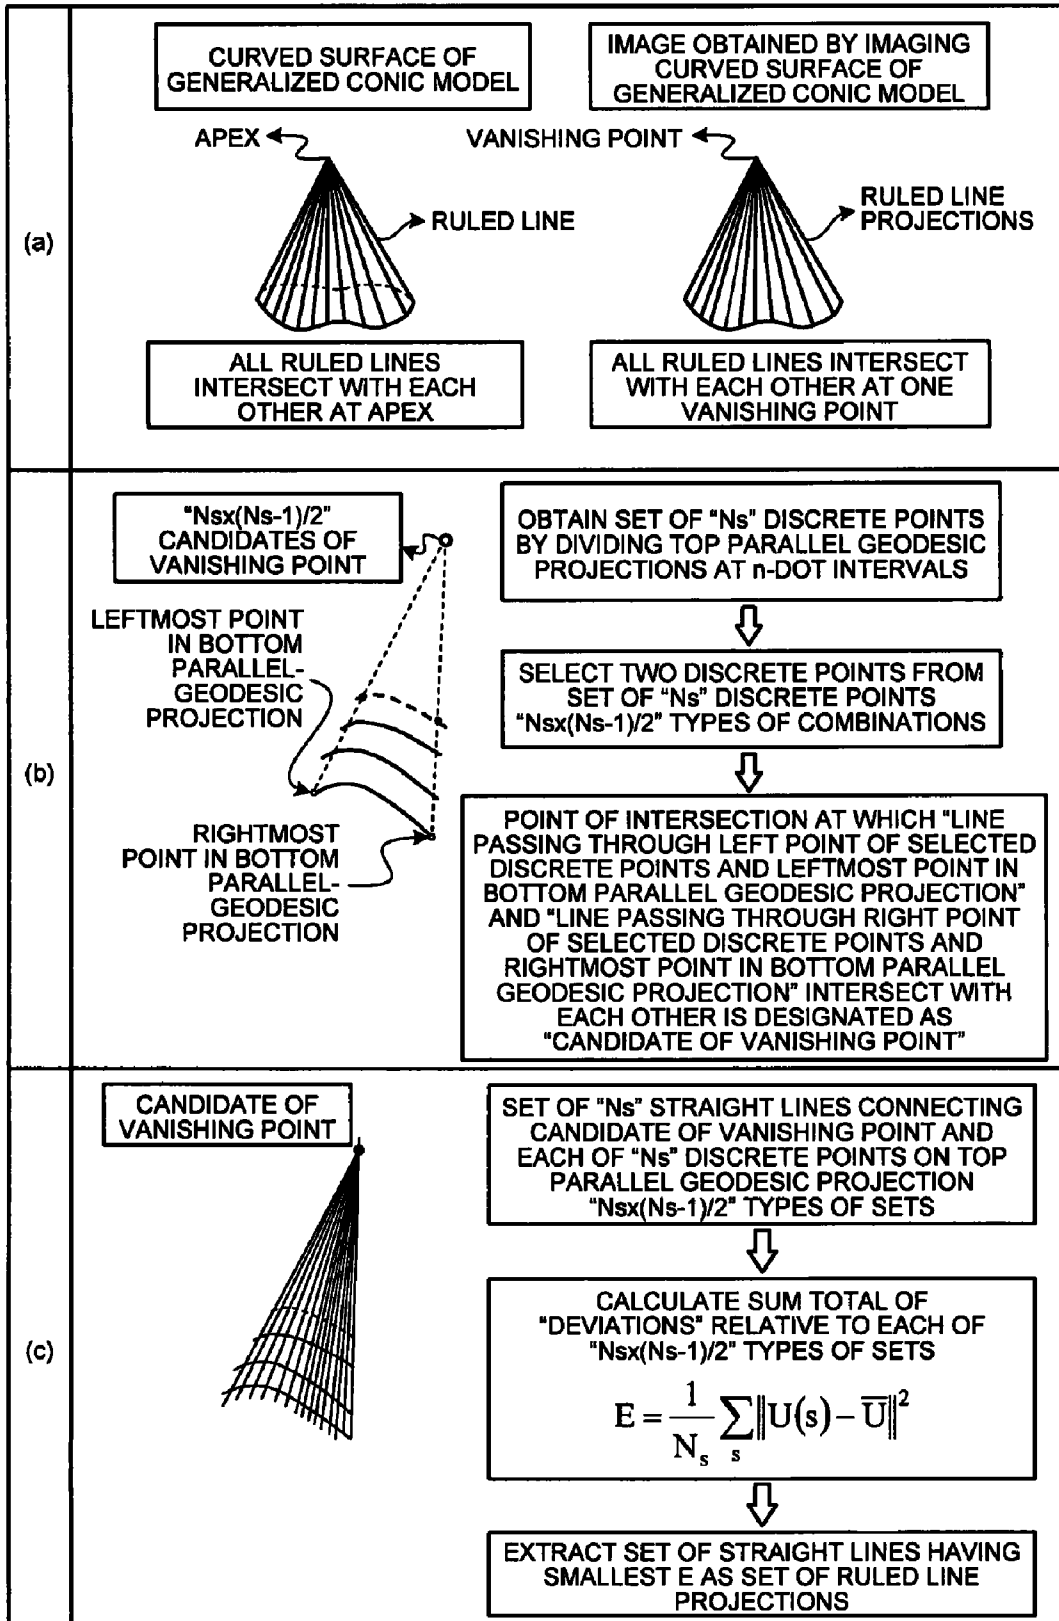 (a)
CURVED SURFACE OF
GENERALIZED CONIC MODEL
IMAGE OBTAINED BY IMAGING
CURVED SURFACE OF
GENERALIZED CONIC MODEL
APEX
RULED LINE
VANISHING POINT
RULED LINE
PROJECTIONS
ALL RULED LINES
INTERSECT WITH EACH
OTHER AT APEX
ALL RULED LINES INTERSECT
WITH EACH OTHER AT ONE
VANISHING POINT
(b)
"Nsx(Ns-1)/2"
CANDIDATES OF
VANISHING POINT
LEFTMOST POINT
IN BOTTOM
PARALLEL-
GEODESIC
PROJECTION
RIGHTMOST
POINT IN BOTTOM
PARALLEL-
GEODESIC
PROJECTION
OBTAIN SET OF "Ns" DISCRETE POINTS
BY DIVIDING TOP PARALLEL GEODESIC
PROJECTIONS AT n-DOT INTERVALS
SELECT TWO DISCRETE POINTS FROM
SET OF "Ns" DISCRETE POINTS
"Nsx(Ns-1)/2" TYPES OF COMBINATIONS
POINT OF INTERSECTION AT WHICH "LINE
PASSING THROUGH LEFT POINT OF SELECTED
DISCRETE POINTS AND LEFTMOST POINT IN
BOTTOM PARALLEL GEODESIC PROJECTION"
AND "LINE PASSING THROUGH RIGHT POINT
OF SELECTED DISCRETE POINTS AND
RIGHTMOST POINT IN BOTTOM PARALLEL
GEODESIC PROJECTION" INTERSECT WITH
EACH OTHER IS DESIGNATED AS
"CANDIDATE OF VANISHING POINT"
(c)
CANDIDATE OF
VANISHING POINT
SET OF "Ns" STRAIGHT LINES CONNECTING
CANDIDATE OF VANISHING POINT AND
EACH OF "Ns" DISCRETE POINTS ON TOP
PARALLEL GEODESIC PROJECTION
"Nsx(Ns-1)/2" TYPES OF SETS
CALCULATE SUM TOTAL OF
"DEVIATIONS" RELATIVE TO EACH OF
"Nsx(Ns-1)/2" TYPES OF SETS
E = \frac{1}{N_s} \sum_s \|U(s) - \overline{U}\|^2
EXTRACT SET OF STRAIGHT LINES HAVING
SMALLEST E AS SET OF RULED LINE
PROJECTIONS